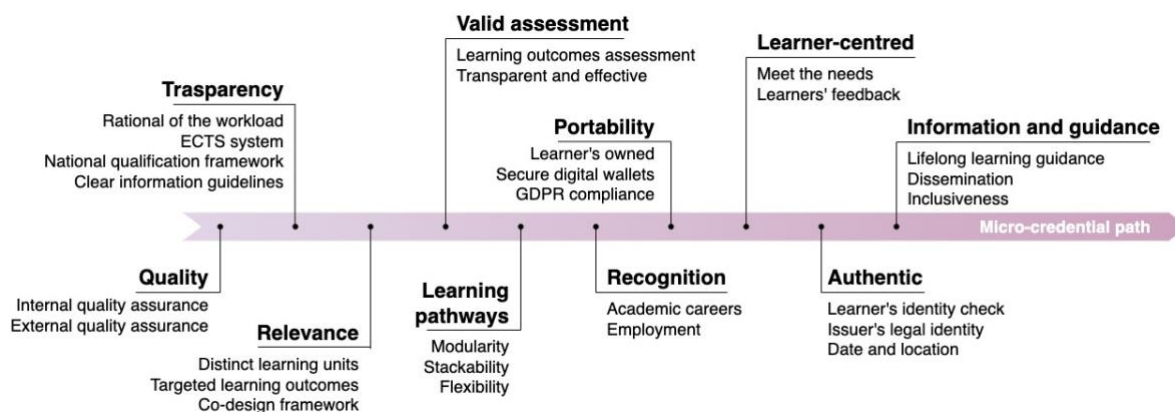 Valid assessment
Learning outcomes assessment
Transparent and effective
Learner-centred
Meet the needs
Learners' feedback
Trasparency
Rational of the workload
ECTS system
National qualification framework
Clear information guidelines
Portability
Learner's owned
Secure digital wallets
GDPR compliance
Information and guidance
Lifelong learning guidance
Dissemination
Inclusiveness
Micro-credential path
Quality
Internal quality assurance
External quality assurance
Relevance
Distinct learning units
Targeted learning outcomes
Co-design framework
Learning
pathways
Modularity
Stackability
Flexibility
Recognition
Academic careers
Employment
Authentic
Learner's identity check
Issuer's legal identity
Date and location